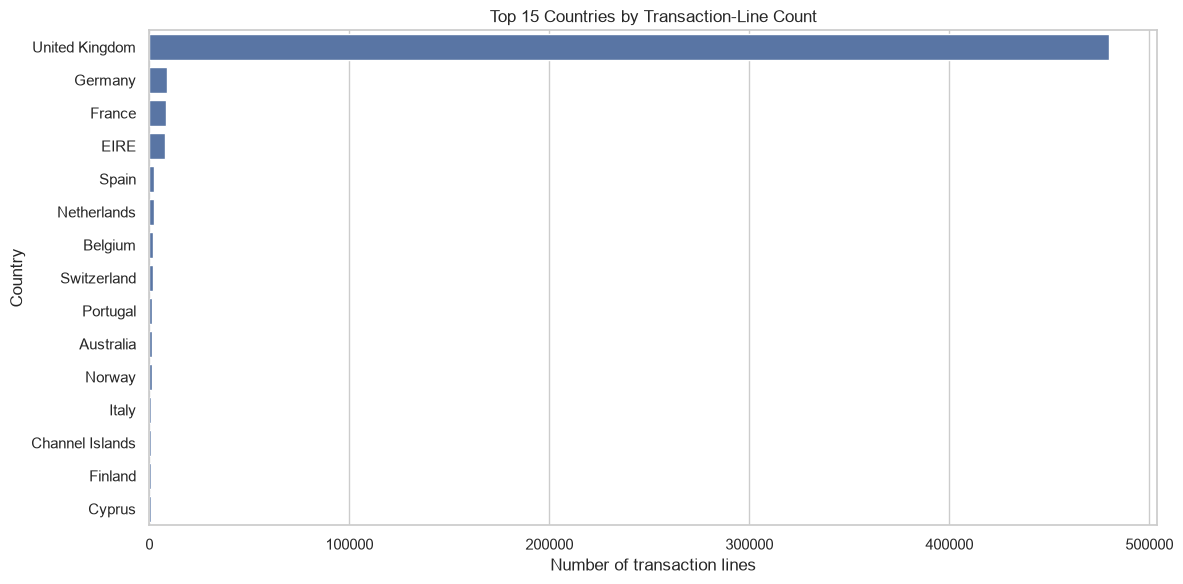 Top 15 Countries by Transaction-Line Count
Country
United Kingdom
Germany
France
EIRE
Spain
Netherlands
Belgium
Switzerland
Portugal
Australia
Norway
Italy
Channel Islands
Finland
Cyprus
0 100000 200000 300000 400000 500000
Number of transaction lines